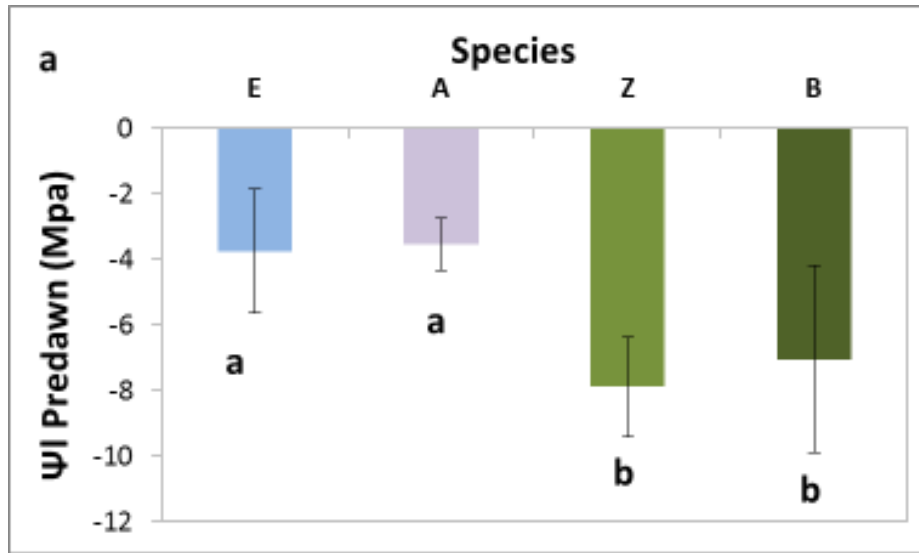 a
Species
E A Z B
0
-2
-4
-6
-8
-10
-12
Ψl Predawn (Mpa)
a a b b